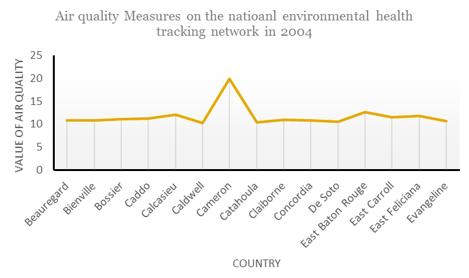 Air quality Measures on the natioanl environmental health
tracking network in 2004
VALUE OF AIR QUALITY
25
20
15
10
5
0
Beauregard
Bienville
Bossier
Caddo
Calcasieu
Caldwell
Cameron
Catahoula
Claiborne
Concordia
De Soto
East Baton Rouge
East Carroll
East Feliciana
Evangeline
COUNTRY